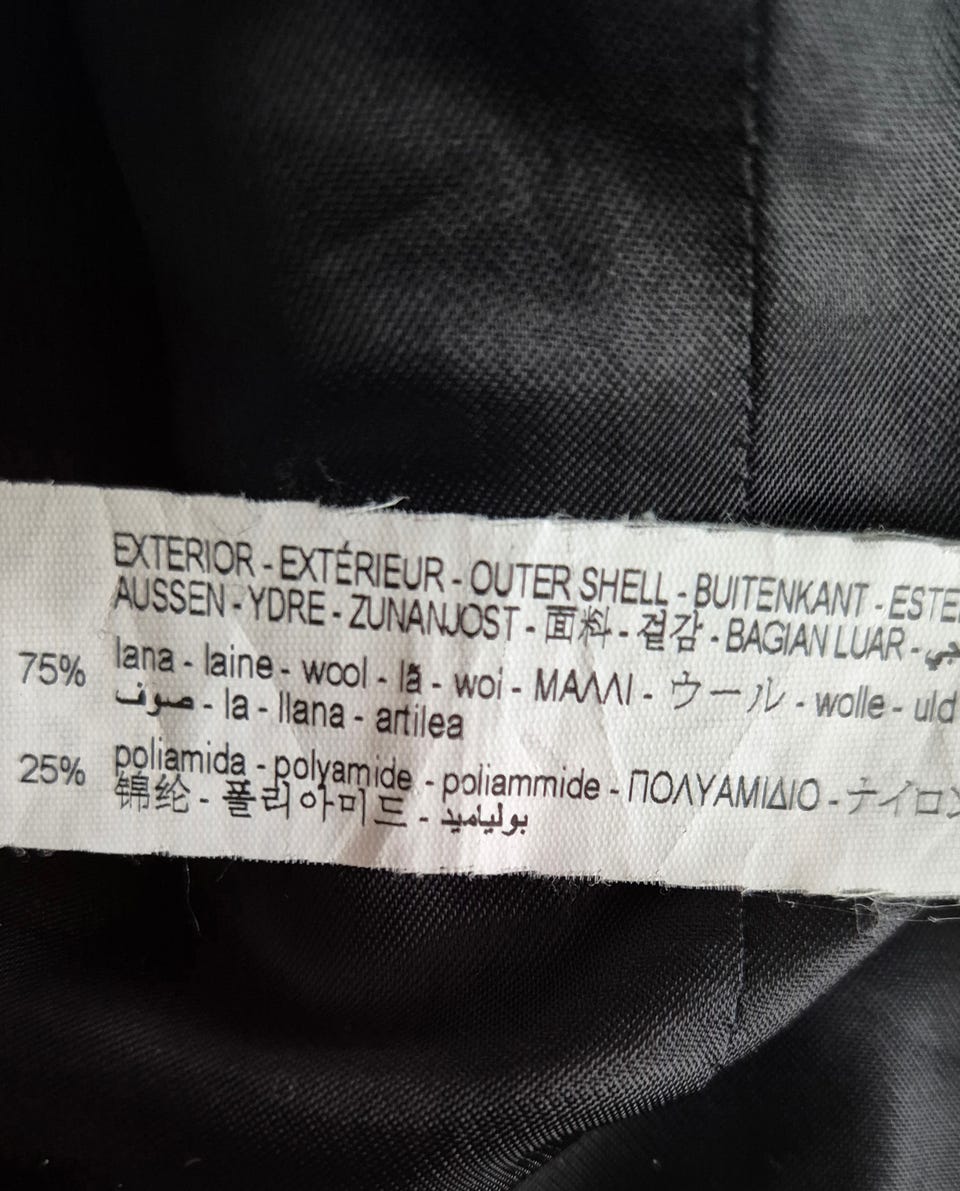 EXTERIOR - EXTÉRIEUR - OUTER SHELL - BUITENKANT -
AUSSEN - YDRE - ZUNANJOST - 面料 - 겉감 - BAGIAN LUAR -
75% lana - laine - wool - lã - woi - ΜΑΛΛΙ - ウール - wolle - uld
صوف - la - llana - artilea
25% poliamida - polyamide - poliammide - ΠΟΛΥΑΜΙΔΙΟ - ナイロン
锦纶 - 폴리아미드 - بولياميد